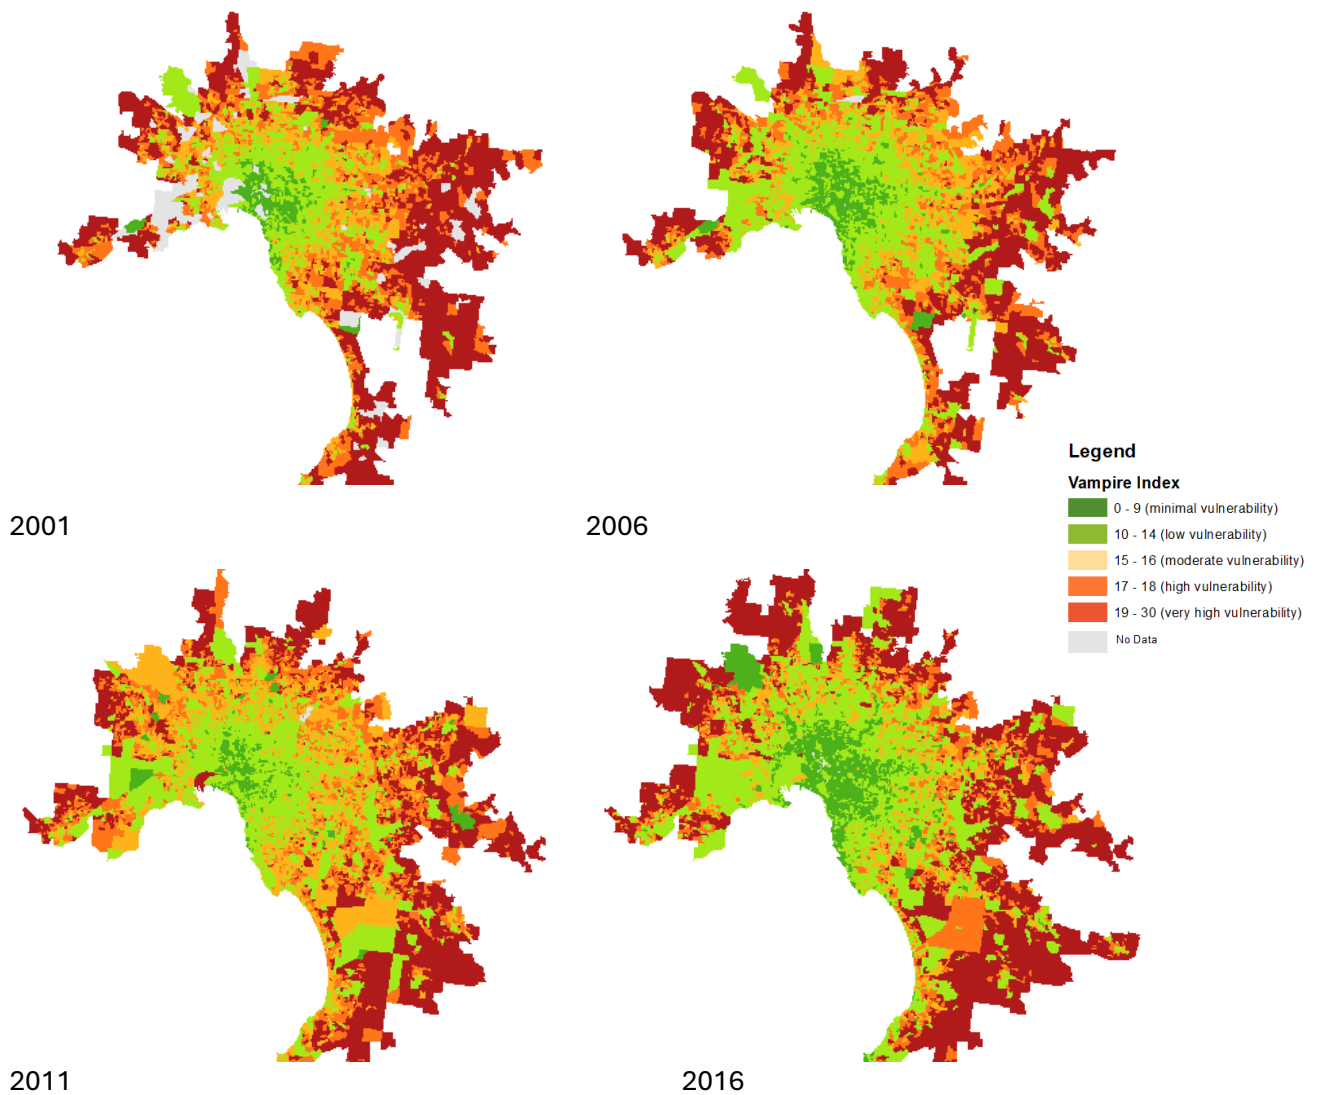 Legend
Vampire Index
0 - 9 (minimal vulnerability)
10 - 14 (low vulnerability)
15 - 16 (moderate vulnerability)
17 - 18 (high vulnerability)
19 - 30 (very high vulnerability)
No Data
2001
2006
2011
2016